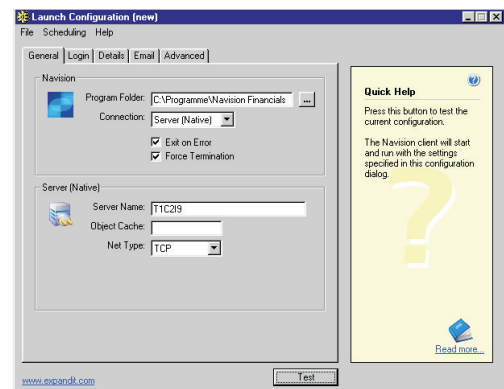 Launch Configuration (new)
File Scheduling Help
General Login Details Email Advanced
Navision
Program Folder: C:\Programme\Navision Financials ...
Connection: Server (Native)
Exit on Error
Force Termination
Server (Native)
Server Name: T1C2I9
Object Cache:
Net Type: TCP
www.expandit.com
Test
Quick Help
Press this button to test the
current configuration.
The Navision client will start
and run with the settings
specified in this configuration
dialog.
Read more...